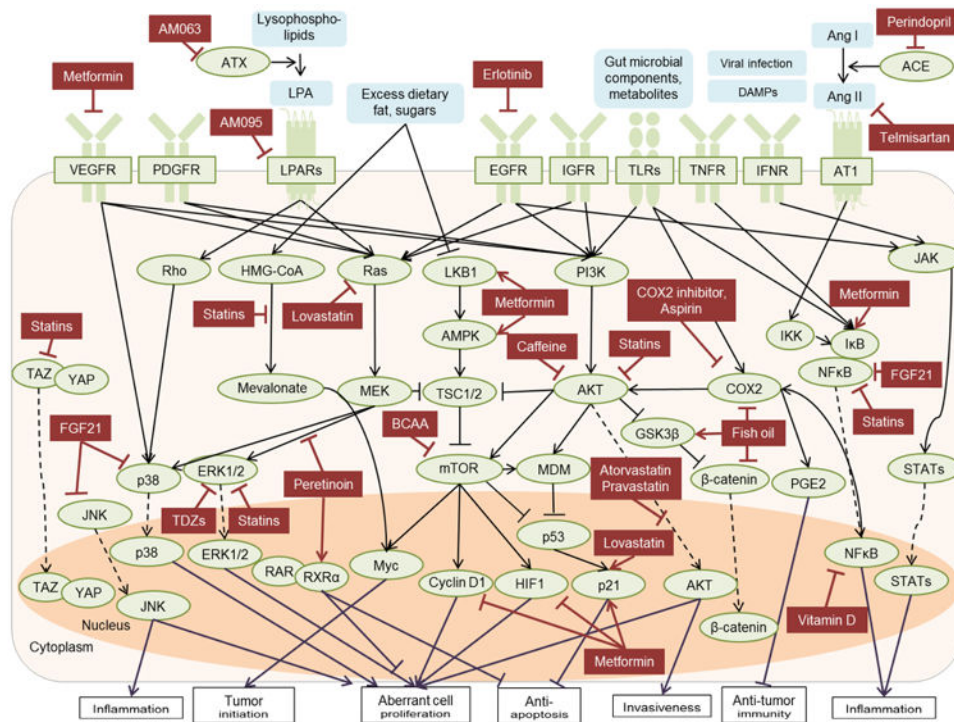 AM063
Lysophospho-
lipids
Ang I
Perindopril
Metformin
ATX
Erlotinib
Gut microbial
components,
metabolites
Viral infection
ACE
LPA
Excess dietary
fat, sugars
DAMPs
Ang II
AM095
Telmisartan
VEGFR
PDGFR
LPARs
EGFR
IGFR
TLRs
TNFR
IFNR
AT1
Rho
HMG-CoA
Ras
LKB1
PI3K
JAK
COX2 inhibitor,
Aspirin
Metformin
Statins
Lovastatin
Metformin
Statins
AMPK
Caffeine
Statins
IKK
IκB
TAZ
YAP
NFκB
FGF21
Mevalonate
MEK
TSC1/2
AKT
COX2
Statins
FGF21
BCAA
GSK3β
Fish oil
p38
ERK1/2
Peretinoin
mTOR
MDM
Atorvastatin
Pravastatin
β-catenin
PGE2
STATs
JNK
TDZs
Statins
p53
p38
ERK1/2
RAR
RXRα
Myc
Lovastatin
NFκB
TAZ
YAP
Cyclin D1
HIF1
p21
AKT
STATs
JNK
Nucleus
Cytoplasm
β-catenin
Vitamin D
Metformin
Inflammation
Tumor
initiation
Aberrant cell
proliferation
Anti-
apoptosis
Invasiveness
Anti-tumor
immunity
Inflammation